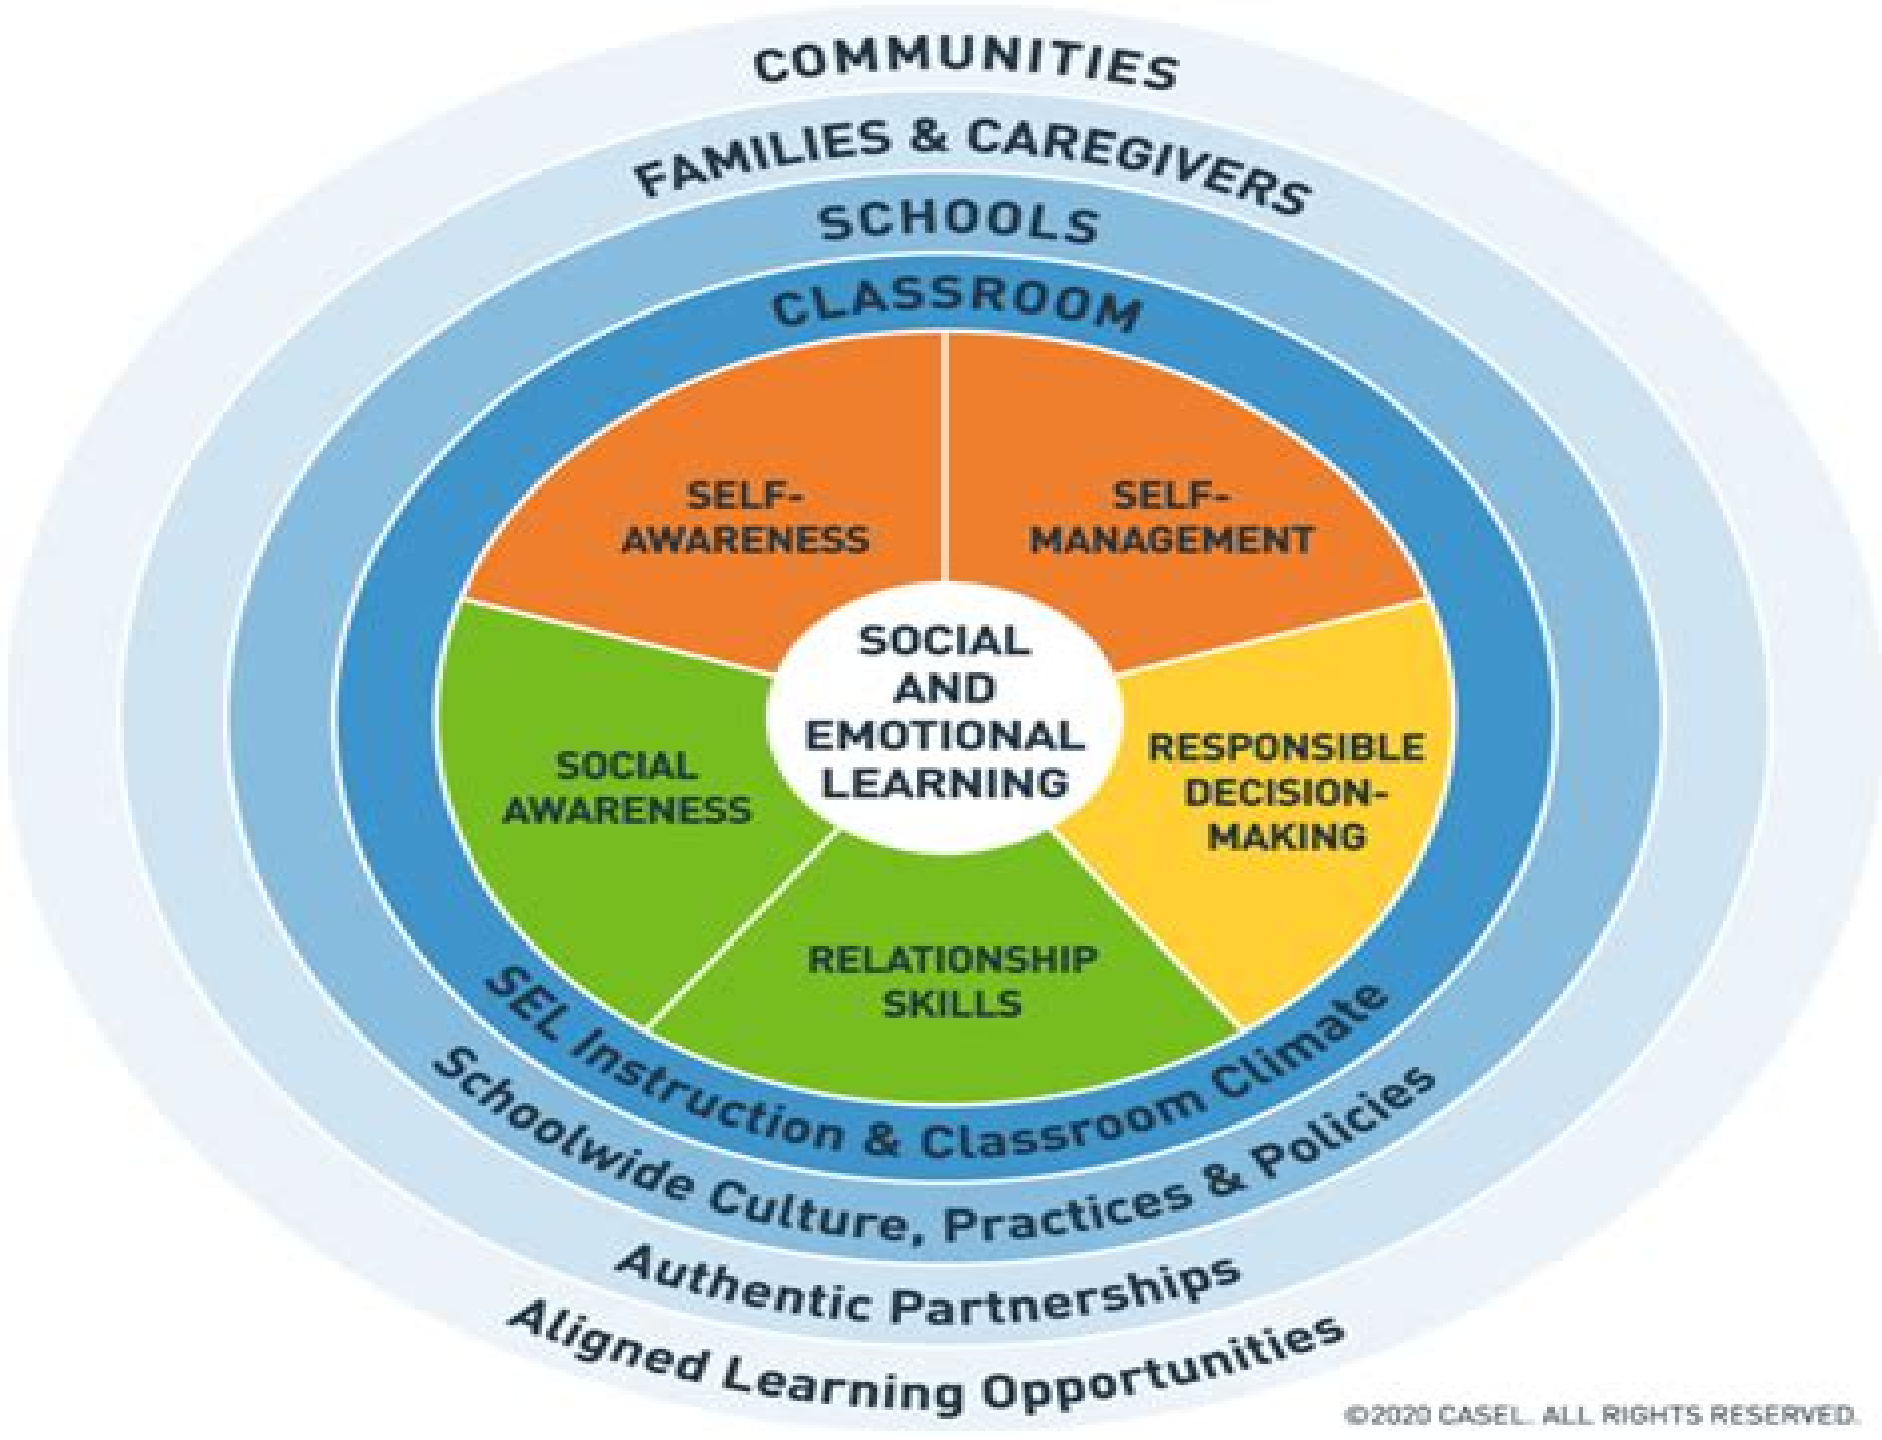 COMMUNITIES
FAMILIES & CAREGIVERS
SCHOOLS
CLASSROOM
SELF-
AWARENESS
SELF-
MANAGEMENT
SOCIAL
AND
EMOTIONAL
LEARNING
SOCIAL
AWARENESS
RESPONSIBLE
DECISION-
MAKING
RELATIONSHIP
SKILLS
SEL Instruction & Classroom Climate
Schoolwide Culture, Practices & Policies
Authentic Partnerships
Aligned Learning Opportunities
©2020 CASEL. ALL RIGHTS RESERVED.